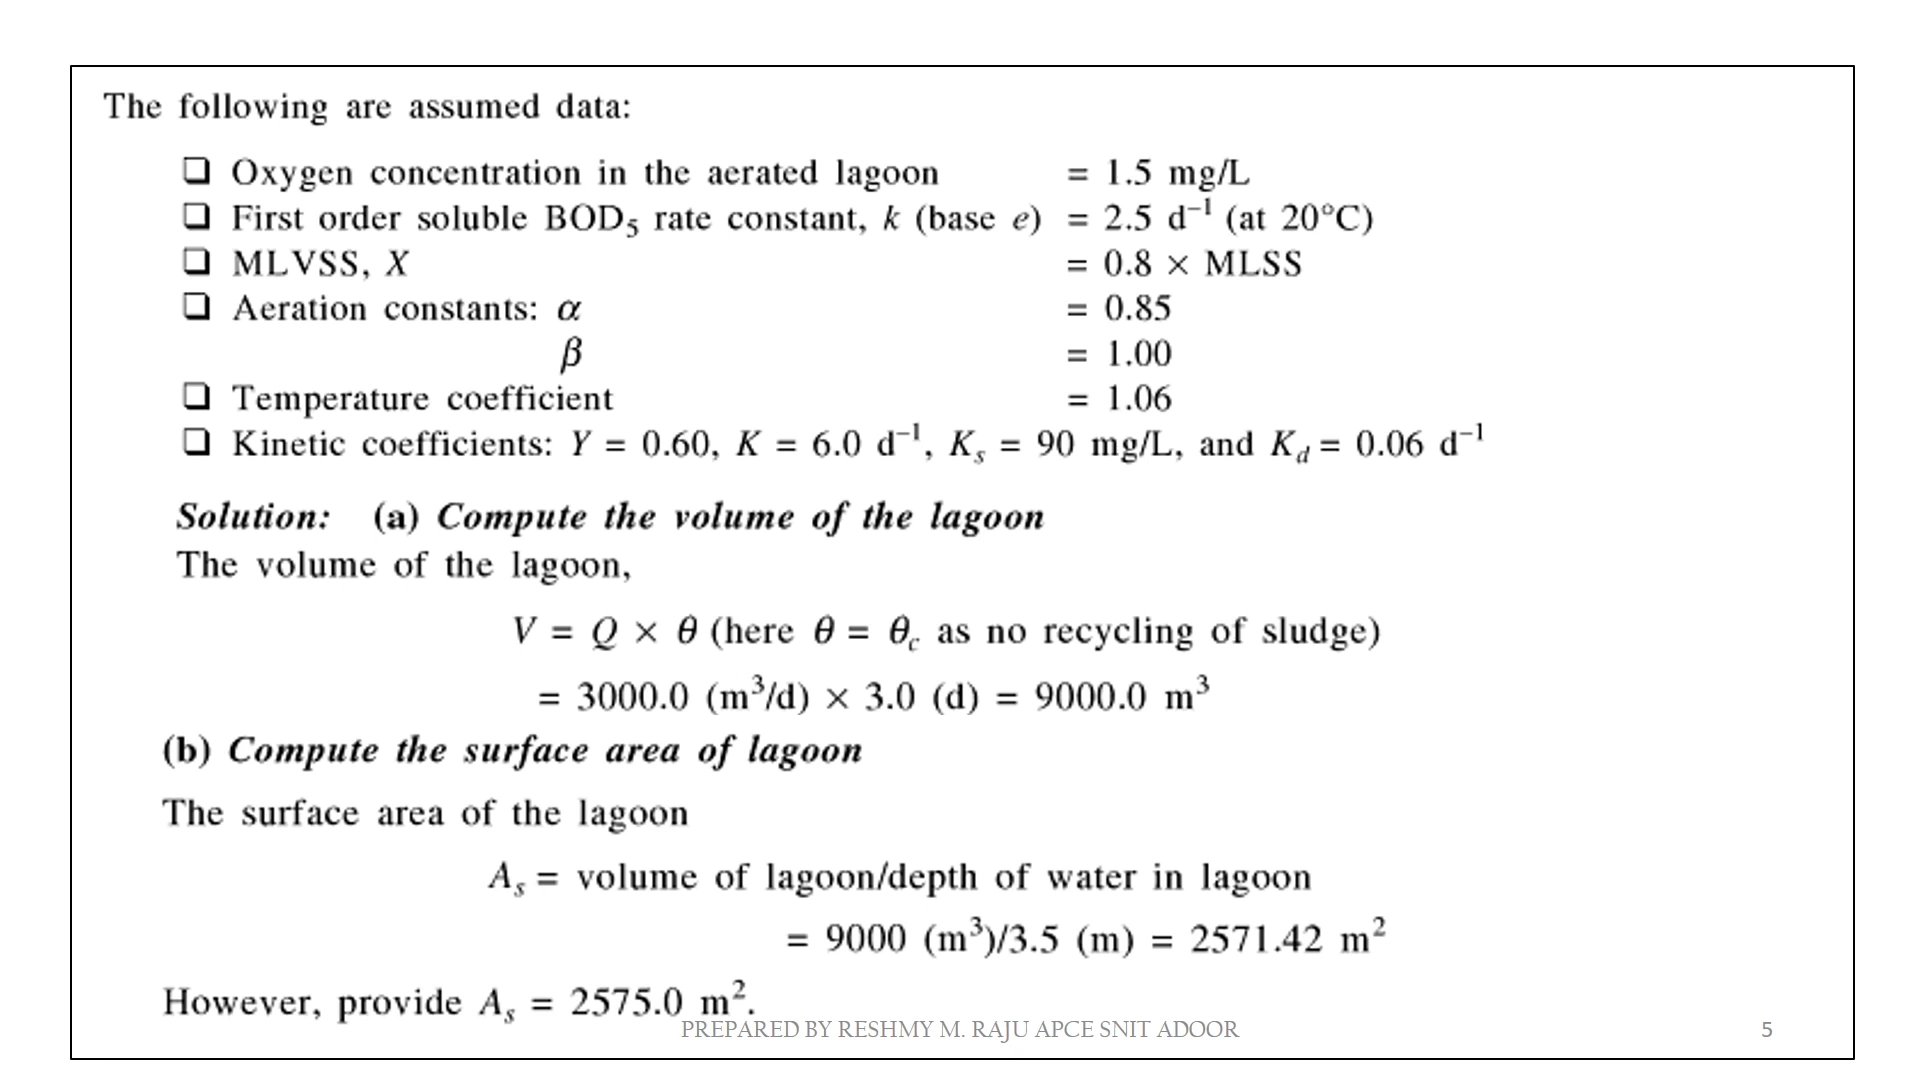 The following are assumed data:
❑ Oxygen concentration in the aerated lagoon = 1.5 mg/L
❑ First order soluble BOD₅ rate constant, k (base e) = 2.5 d⁻¹ (at 20°C)
❑ MLVSS, X = 0.8 × MLSS
❑ Aeration constants: α = 0.85
β = 1.00
❑ Temperature coefficient = 1.06
❑ Kinetic coefficients: Y = 0.60, K = 6.0 d⁻¹, Kₛ = 90 mg/L, and K_d = 0.06 d⁻¹
Solution: (a) Compute the volume of the lagoon
The volume of the lagoon,
V = Q × θ (here θ = θ_c as no recycling of sludge)
= 3000.0 (m³/d) × 3.0 (d) = 9000.0 m³
(b) Compute the surface area of lagoon
The surface area of the lagoon
Aₛ = volume of lagoon/depth of water in lagoon
= 9000 (m³)/3.5 (m) = 2571.42 m²
However, provide Aₛ = 2575.0 m².
PREPARED BY RESHMY M. RAJU APCE SNIT ADOOR 5